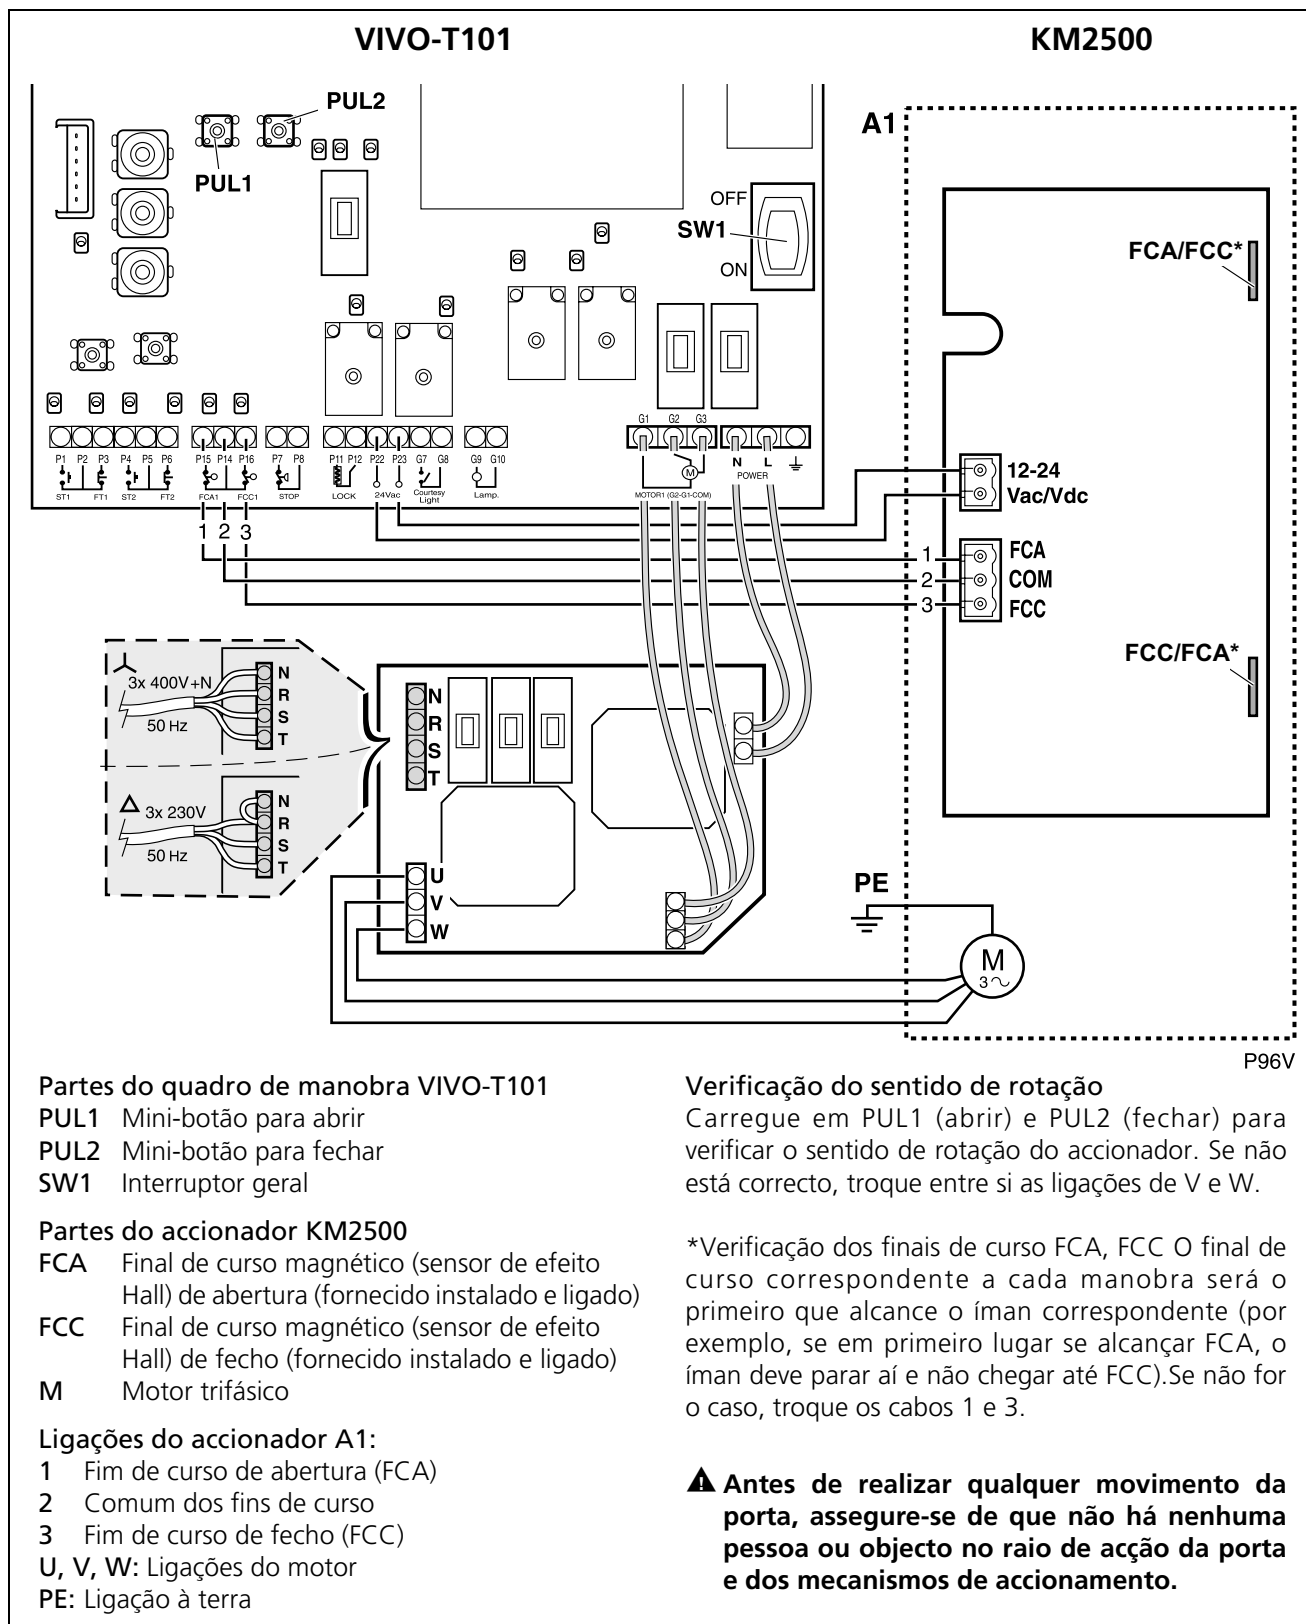 VIVO-T101
KM2500
PUL2
PUL1
A1
OFF
SW1
ON
FCA/FCC*
G1 G2 G3
P1 P2 P3 P4 P5 P6 P15 P14 P16 P7 P8 P11 P12 P22 P23 G7 G8 G9 G10
ST1 FT1 ST2 FT2 FCA1 FCC1 STOP LOCK 24Vac Courtesy Light Lamp.
M
N L
POWER
MOTOR1 (G2-G1-COM)
12-24
Vac/Vdc
1 2 3
1 FCA
2 COM
3 FCC
FCC/FCA*
3x 400V+N
50 Hz
N
R
S
T
3x 230V
50 Hz
N
R
S
T
N
R
S
T
U
V
W
PE
M
3
P96V
Partes do quadro de manobra VIVO-T101
PUL1 Mini-botão para abrir
PUL2 Mini-botão para fechar
SW1 Interruptor geral
Partes do accionador KM2500
FCA Final de curso magnético (sensor de efeito
Hall) de abertura (fornecido instalado e ligado)
FCC Final de curso magnético (sensor de efeito
Hall) de fecho (fornecido instalado e ligado)
M Motor trifásico
Ligações do accionador A1:
1 Fim de curso de abertura (FCA)
2 Comum dos fins de curso
3 Fim de curso de fecho (FCC)
U, V, W: Ligações do motor
PE: Ligação à terra
Verificação do sentido de rotação
Carregue em PUL1 (abrir) e PUL2 (fechar) para
verificar o sentido de rotação do accionador. Se não
está correcto, troque entre si as ligações de V e W.
*Verificação dos finais de curso FCA, FCC O final de
curso correspondente a cada manobra será o
primeiro que alcance o íman correspondente (por
exemplo, se em primeiro lugar se alcançar FCA, o
íman deve parar aí e não chegar até FCC).Se não for
o caso, troque os cabos 1 e 3.
Antes de realizar qualquer movimento da
porta, assegure-se de que não há nenhuma
pessoa ou objecto no raio de acção da porta
e dos mecanismos de accionamento.